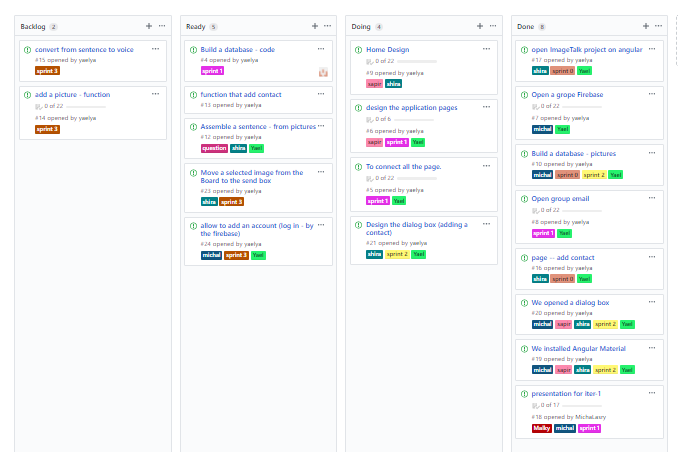 Backlog 2
convert from sentence to voice
#15 opened by yaelya
sprint 3
add a picture - function
0 of 22
#14 opened by yaelya
sprint 3
Ready 5
Build a database - code
#4 opened by yaelya
sprint 1
function that add contact
#13 opened by yaelya
Assemble a sentence - from pictures
#12 opened by yaelya
question shira Yael
Move a selected image from the
Board to the send box
#23 opened by yaelya
shira sprint 3
allow to add an account (log in - by
the firebase)
#24 opened by yaelya
michal sprint 3 Yael
Doing 4
Home Design
0 of 22
#9 opened by yaelya
sapir shira
design the application pages
0 of 6
#6 opened by yaelya
sapir sprint 1 Yael
To connect all the page.
0 of 22
#5 opened by yaelya
sprint 1 Yael
Design the dialog box (adding a
contact)
#21 opened by yaelya
shira sprint 2 Yael
Done 8
open ImageTalk project on angular
#17 opened by yaelya
shira sprint 0 Yael
Open a grope Firebase
0 of 22
#7 opened by yaelya
michal Yael
Build a database - pictures
#10 opened by yaelya
michal sprint 0 sprint 2 Yael
Open group email
0 of 22
#8 opened by yaelya
sprint 1 Yael
page -- add contact
#16 opened by yaelya
shira sprint 0 Yael
We opened a dialog box
#20 opened by yaelya
michal sapir shira sprint 2 Yael
We installed Angular Material
#19 opened by yaelya
michal sapir shira sprint 2 Yael
presentation for iter-1
0 of 17
#18 opened by MichaLasry
Malky michal sprint 1